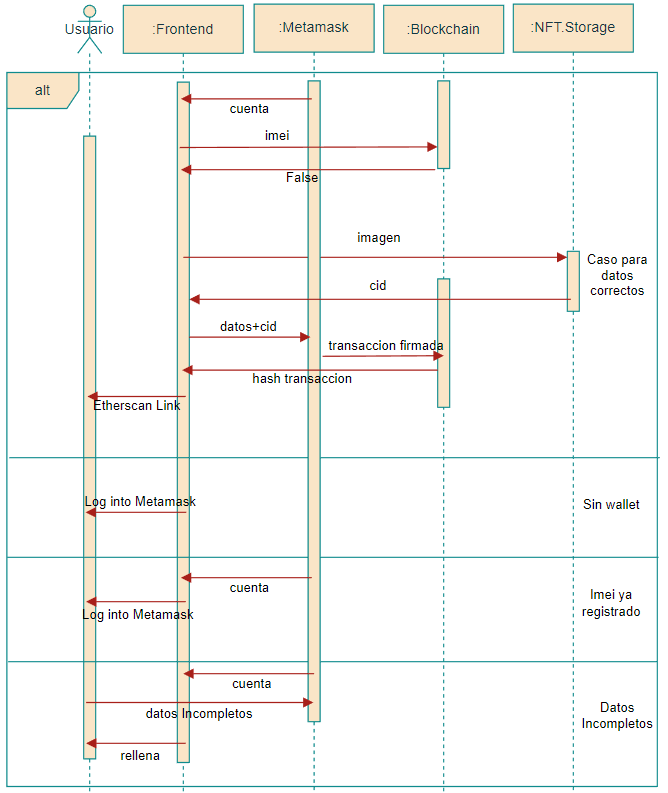 Usuario
:Frontend
:Metamask
:Blockchain
:NFT.Storage
alt
cuenta
imei
False
imagen
Caso para
datos
correctos
cid
datos+cid
transaccion firmada
hash transaccion
Etherscan Link
Log into Metamask
Sin wallet
cuenta
Imei ya
registrado
Log into Metamask
cuenta
datos Incompletos
Datos
Incompletos
rellena